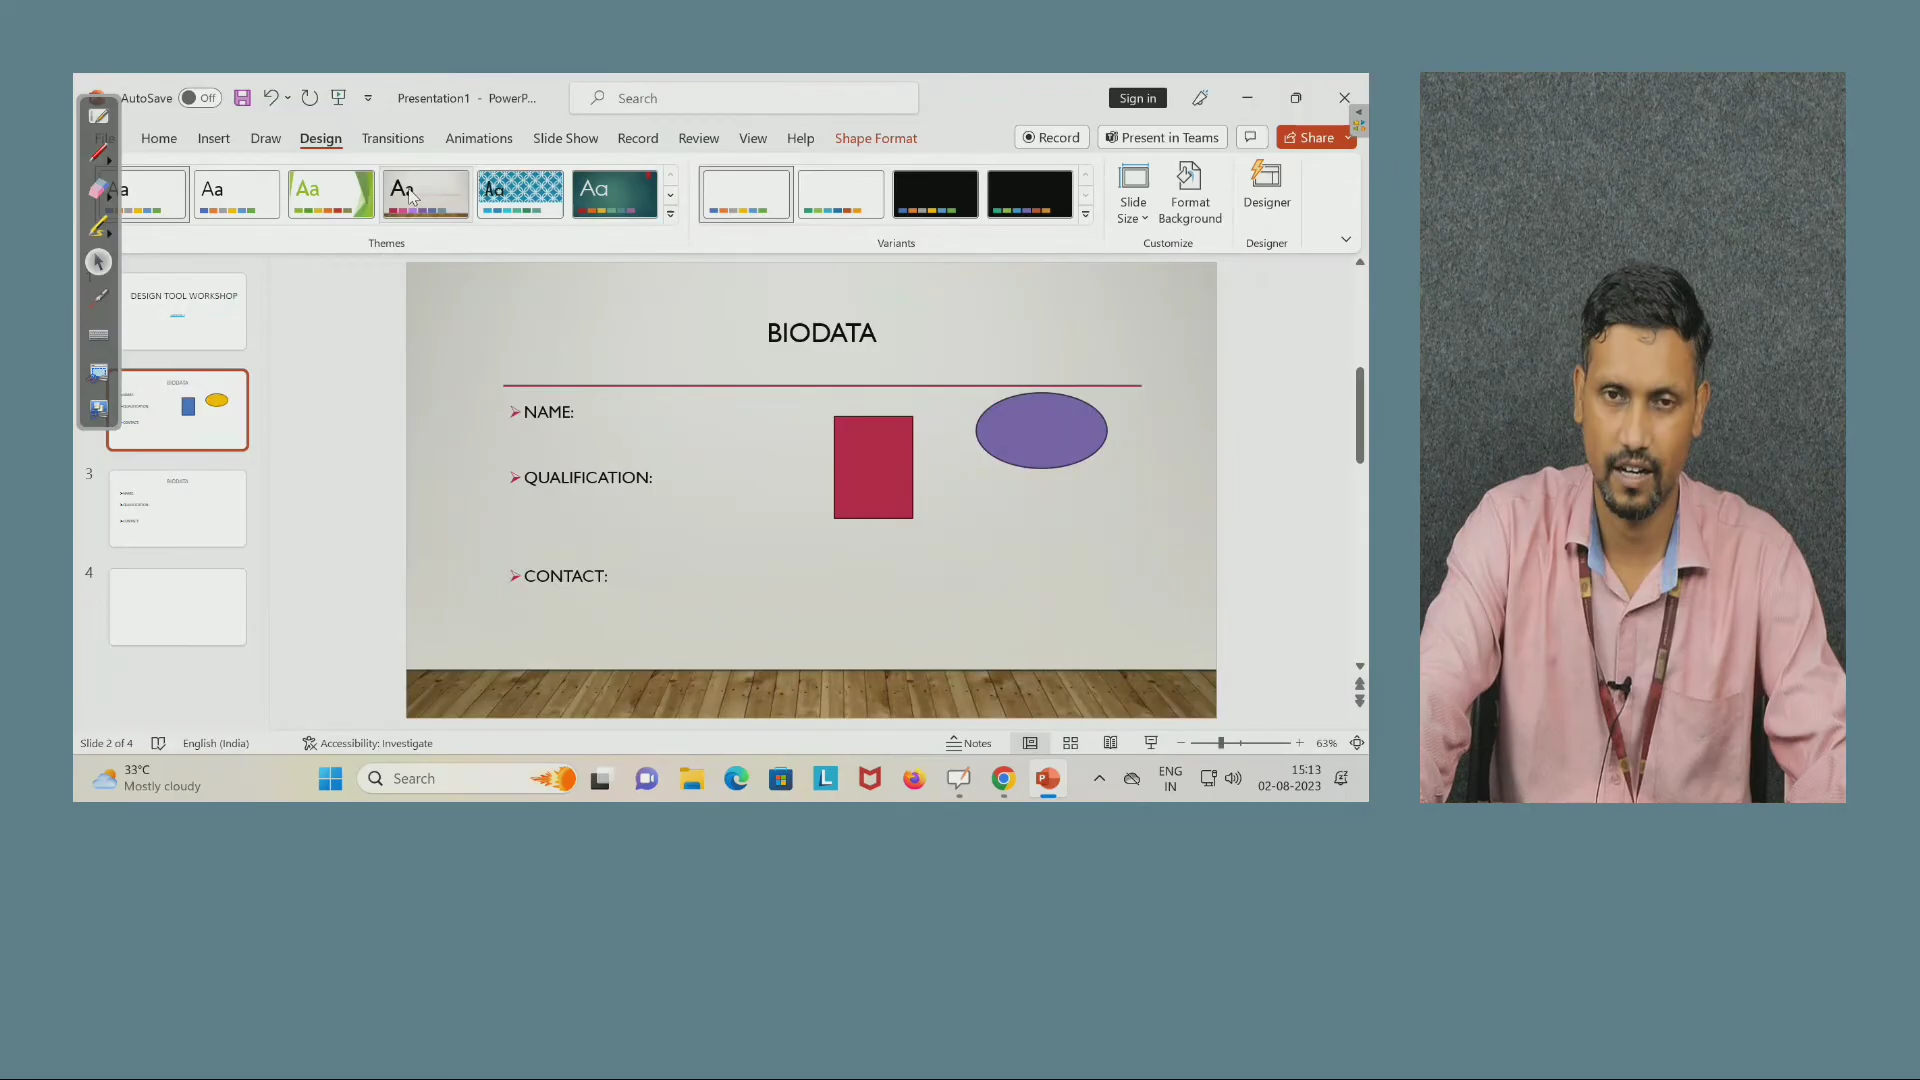 AutoSave Off Presentation1 - PowerP... Search Sign in
File Home Insert Draw Design Transitions Animations Slide Show Record Review View Help Shape Format Record Present in Teams Share
Aa Aa Aa Aa Aa Aa
Slide Size Format Background Designer
Themes Variants Customize Designer
DESIGN TOOL WORKSHOP
BIODATA
3
BIODATA
4
BIODATA
NAME:
QUALIFICATION:
CONTACT:
Slide 2 of 4 English (India) Accessibility: Investigate Notes 63%
33°C
Mostly cloudy
Search
ENG
IN
15:13
02-08-2023